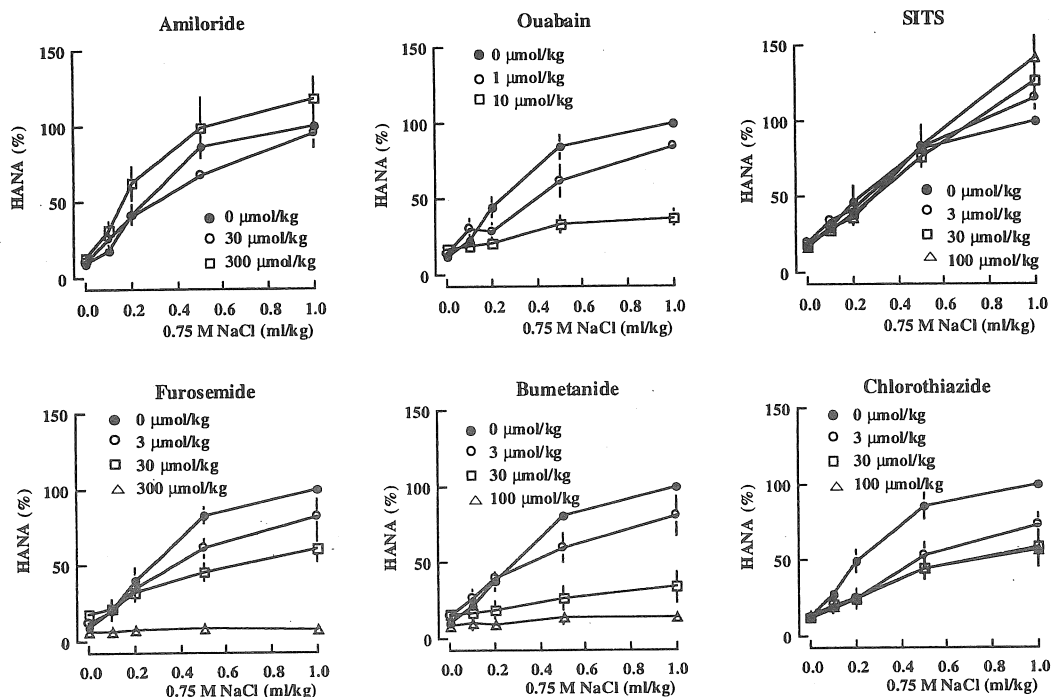 Amiloride
150
100
50
0
HANA (%)
0 µmol/kg
30 µmol/kg
300 µmol/kg
0.0 0.2 0.4 0.6 0.8 1.0
0.75 M NaCl (ml/kg)
Ouabain
150
100
50
0
HANA (%)
0 µmol/kg
1 µmol/kg
10 µmol/kg
0.0 0.2 0.4 0.6 0.8 1.0
0.75 M NaCl (ml/kg)
SITS
150
100
50
0
HANA (%)
0 µmol/kg
3 µmol/kg
30 µmol/kg
100 µmol/kg
0.0 0.2 0.4 0.6 0.8 1.0
0.75 M NaCl (ml/kg)
Furosemide
150
100
50
0
HANA (%)
0 µmol/kg
3 µmol/kg
30 µmol/kg
300 µmol/kg
0.0 0.2 0.4 0.6 0.8 1.0
0.75 M NaCl (ml/kg)
Bumetanide
150
100
50
0
HANA (%)
0 µmol/kg
3 µmol/kg
30 µmol/kg
100 µmol/kg
0.0 0.2 0.4 0.6 0.8 1.0
0.75 M NaCl (ml/kg)
Chlorothiazide
150
100
50
0
HANA (%)
0 µmol/kg
3 µmol/kg
30 µmol/kg
100 µmol/kg
0.0 0.2 0.4 0.6 0.8 1.0
0.75 M NaCl (ml/kg)